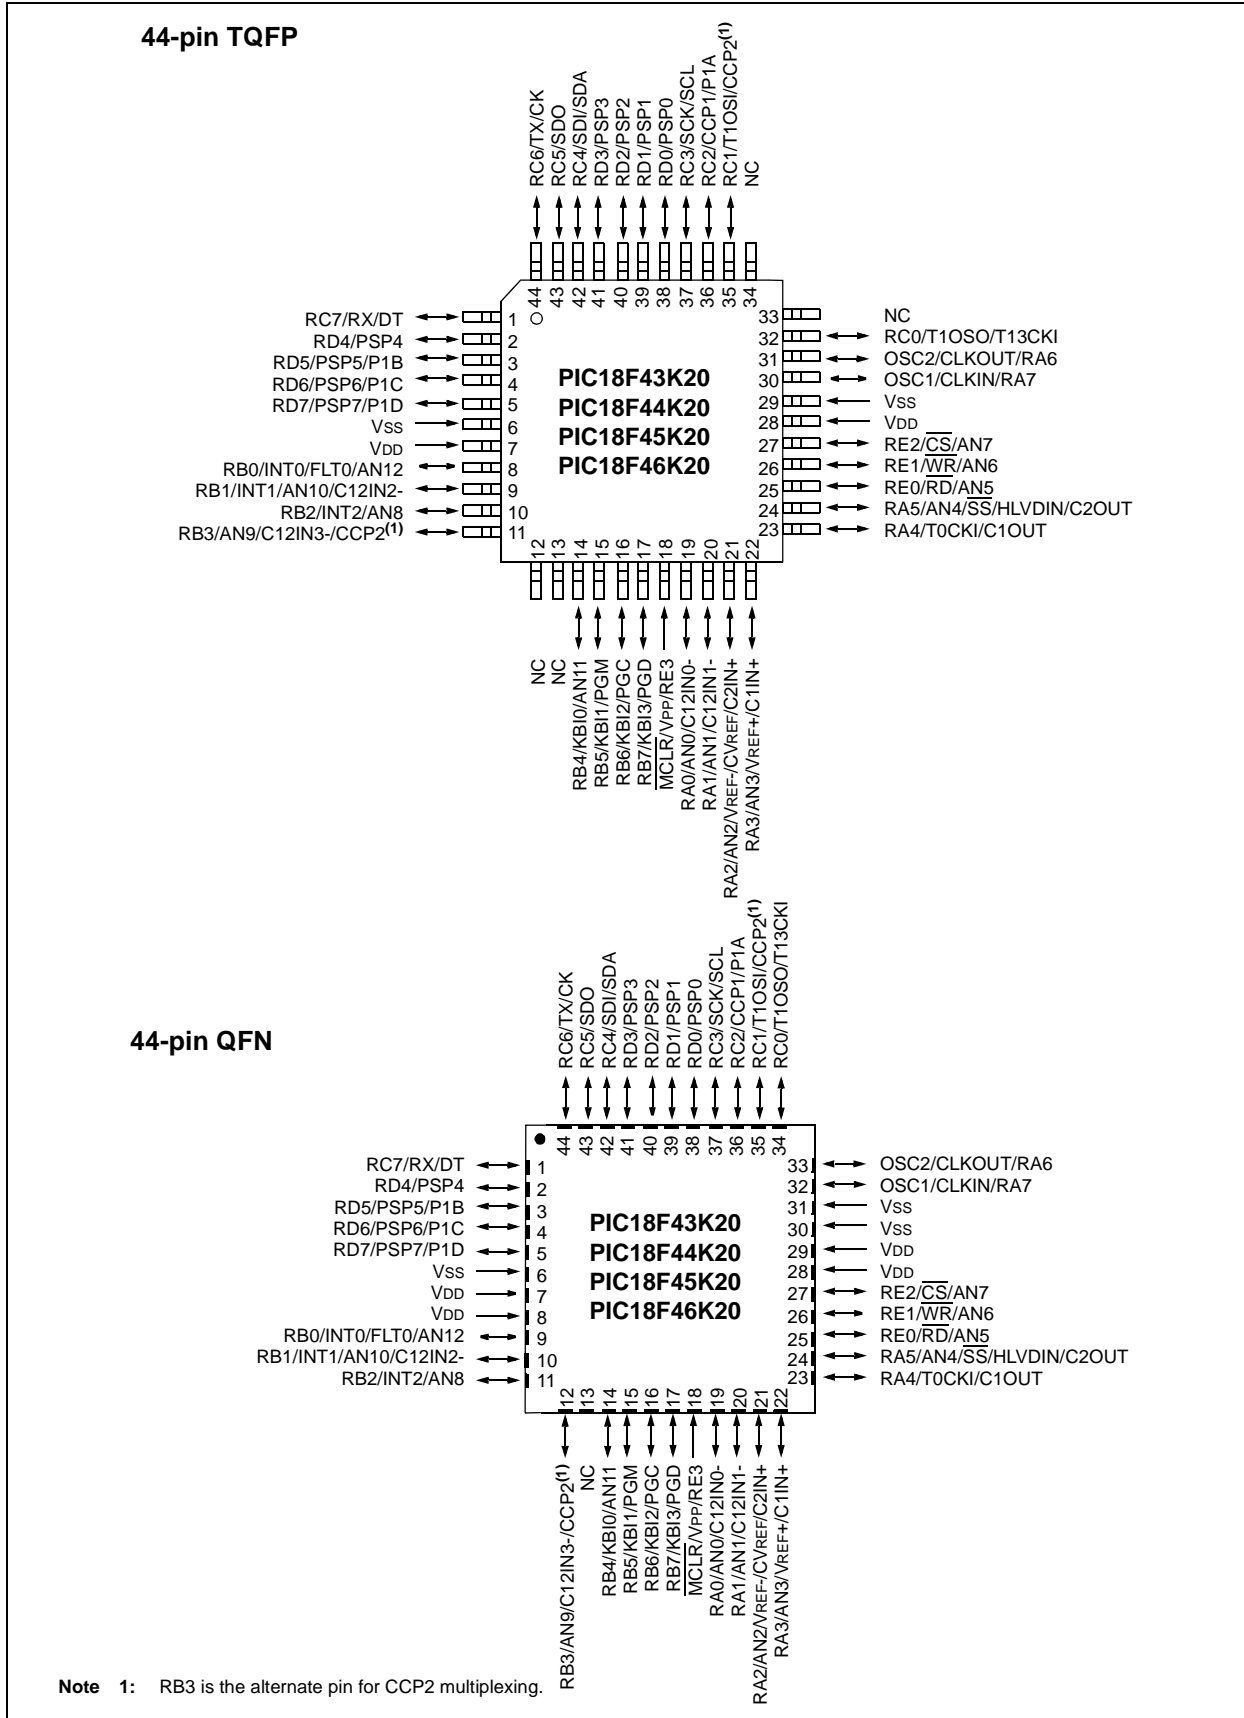 44-pin TQFP
RC6/TX/CK
RC5/SDO
RC4/SDI/SDA
RD3/PSP3
RD2/PSP2
RD1/PSP1
RD0/PSP0
RC3/SCK/SCL
RC2/CCP1/P1A
RC1/T1OSI/CCP2(1)
NC
44 43 42 41 40 39 38 37 36 35 34
RC7/RX/DT 1
RD4/PSP4 2
RD5/PSP5/P1B 3
RD6/PSP6/P1C 4
RD7/PSP7/P1D 5
VSS 6
VDD 7
RB0/INT0/FLT0/AN12 8
RB1/INT1/AN10/C12IN2- 9
RB2/INT2/AN8 10
RB3/AN9/C12IN3-/CCP2(1) 11
PIC18F43K20
PIC18F44K20
PIC18F45K20
PIC18F46K20
33 NC
32 RC0/T1OSO/T13CKI
31 OSC2/CLKOUT/RA6
30 OSC1/CLKIN/RA7
29 VSS
28 VDD
27 RE2/CS/AN7
26 RE1/WR/AN6
25 RE0/RD/AN5
24 RA5/AN4/SS/HLVDIN/C2OUT
23 RA4/T0CKI/C1OUT
12 13 14 15 16 17 18 19 20 21 22
NC
NC
RB4/KBI0/AN11
RB5/KBI1/PGM
RB6/KBI2/PGC
RB7/KBI3/PGD
MCLR/VPP/RE3
RA0/AN0/C12IN0-
RA1/AN1/C12IN1-
RA2/AN2/VREF-/CVREF/C2IN+
RA3/AN3/VREF+/C1IN+
44-pin QFN
RC6/TX/CK
RC5/SDO
RC4/SDI/SDA
RD3/PSP3
RD2/PSP2
RD1/PSP1
RD0/PSP0
RC3/SCK/SCL
RC2/CCP1/P1A
RC1/T1OSI/CCP2(1)
RC0/T1OSO/T13CKI
44 43 42 41 40 39 38 37 36 35 34
RC7/RX/DT 1
RD4/PSP4 2
RD5/PSP5/P1B 3
RD6/PSP6/P1C 4
RD7/PSP7/P1D 5
VSS 6
VDD 7
VDD 8
RB0/INT0/FLT0/AN12 9
RB1/INT1/AN10/C12IN2- 10
RB2/INT2/AN8 11
PIC18F43K20
PIC18F44K20
PIC18F45K20
PIC18F46K20
33 OSC2/CLKOUT/RA6
32 OSC1/CLKIN/RA7
31 VSS
30 VSS
29 VDD
28 VDD
27 RE2/CS/AN7
26 RE1/WR/AN6
25 RE0/RD/AN5
24 RA5/AN4/SS/HLVDIN/C2OUT
23 RA4/T0CKI/C1OUT
12 13 14 15 16 17 18 19 20 21 22
RB3/AN9/C12IN3-/CCP2(1)
NC
RB4/KBI0/AN11
RB5/KBI1/PGM
RB6/KBI2/PGC
RB7/KBI3/PGD
MCLR/VPP/RE3
RA0/AN0/C12IN0-
RA1/AN1/C12IN1-
RA2/AN2/VREF-/CVREF/C2IN+
RA3/AN3/VREF+/C1IN+
Note 1: RB3 is the alternate pin for CCP2 multiplexing.